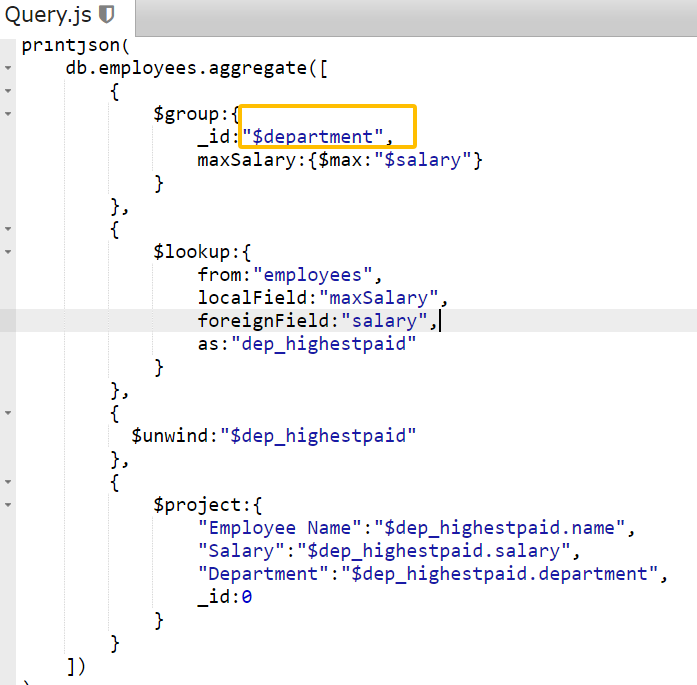 Query.js
printjson(
db.employees.aggregate([
{
$group:{
_id:"$department",
maxSalary:{$max:"$salary"}
}
},
{
$lookup:{
from:"employees",
localField:"maxSalary",
foreignField:"salary",
as:"dep_highestpaid"
}
},
{
$unwind:"$dep_highestpaid"
},
{
$project:{
"Employee Name":"$dep_highestpaid.name",
"Salary":"$dep_highestpaid.salary",
"Department":"$dep_highestpaid.department",
_id:0
}
}
])
)